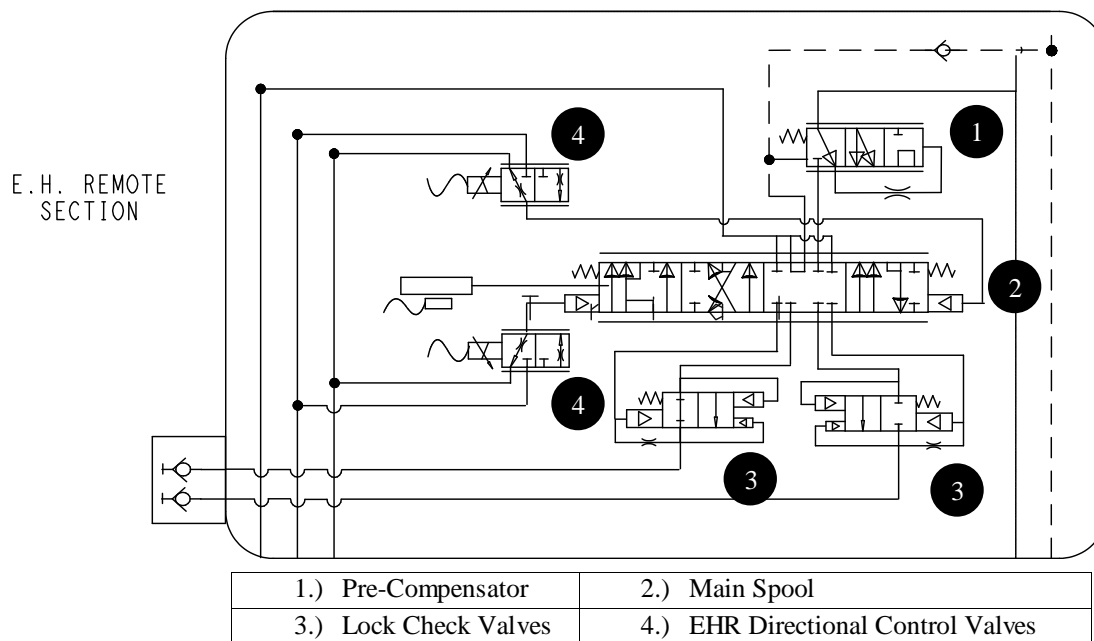 1
4
E.H. REMOTE
SECTION
2
4
3
3
1.) Pre-Compensator 2.) Main Spool
3.) Lock Check Valves 4.) EHR Directional Control Valves